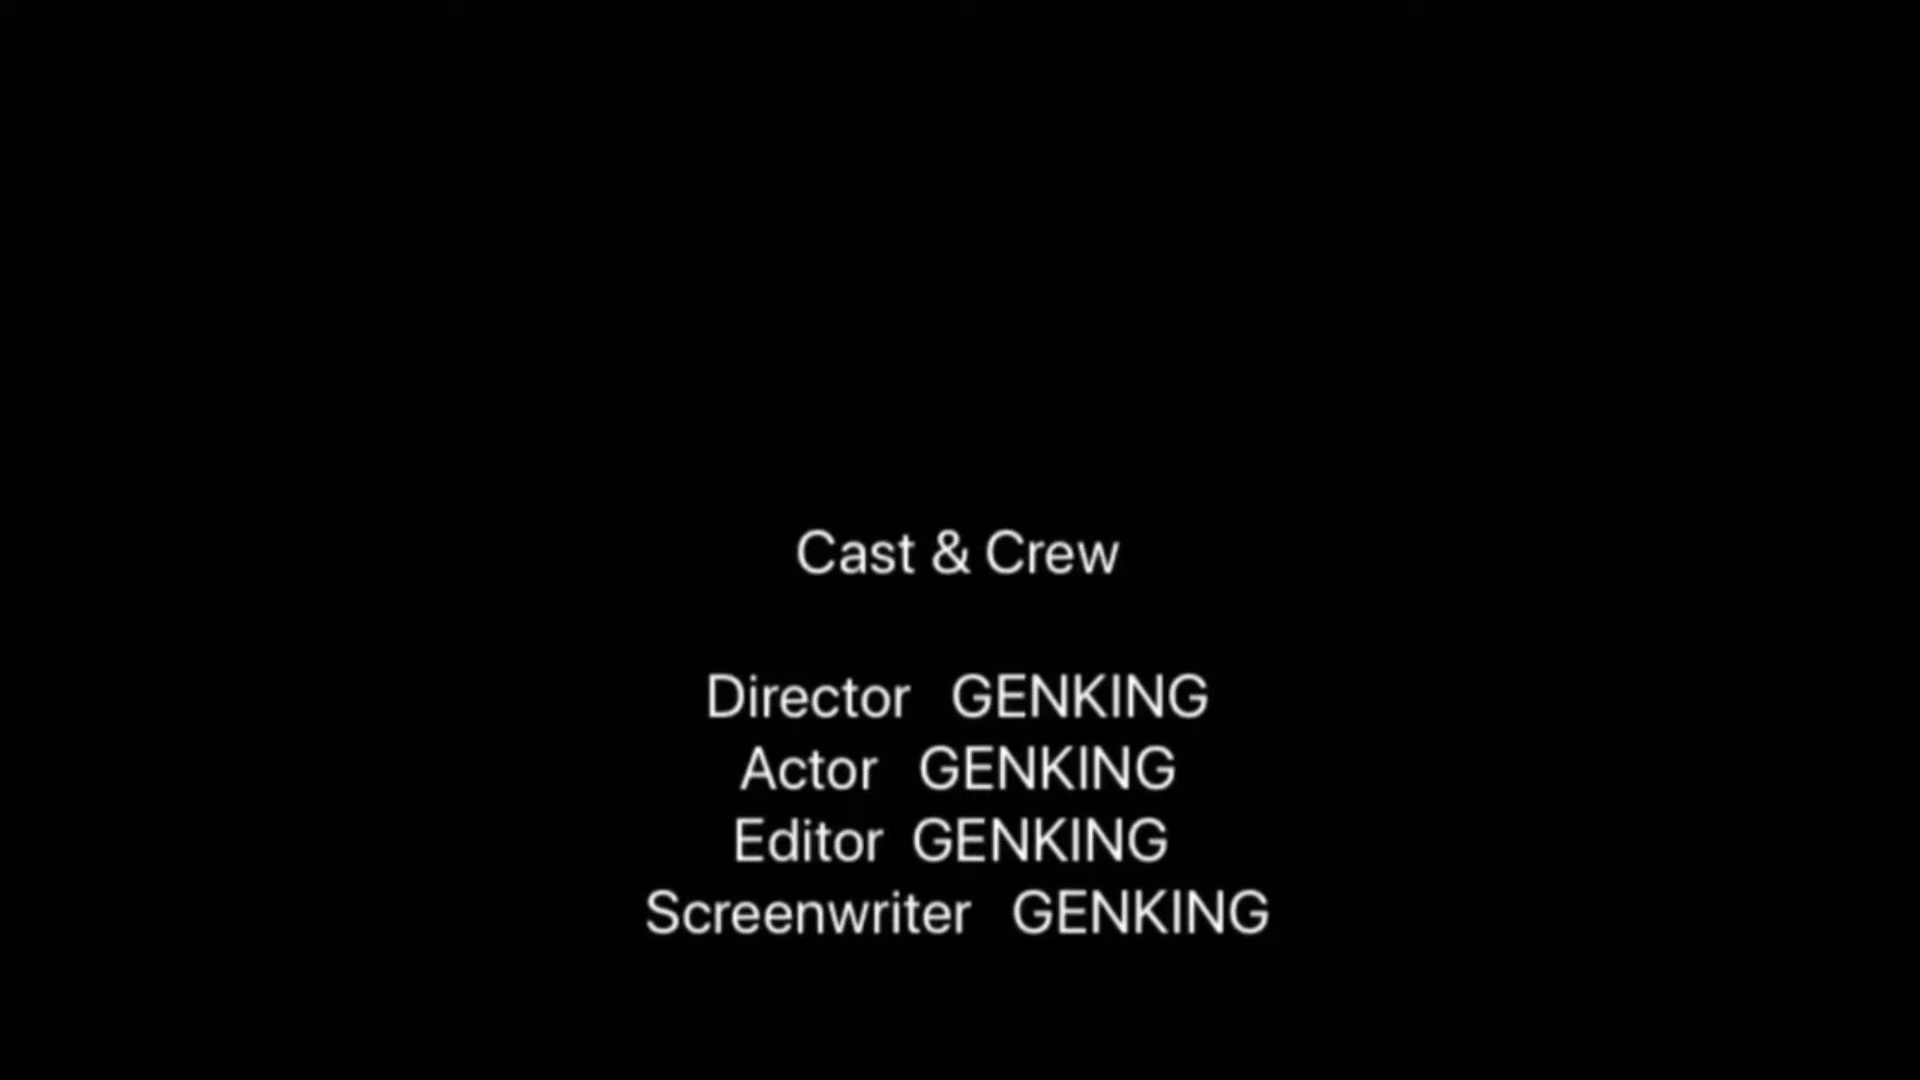 Cast & Crew
Director GENKING
Actor GENKING
Editor GENKING
Screenwriter GENKING